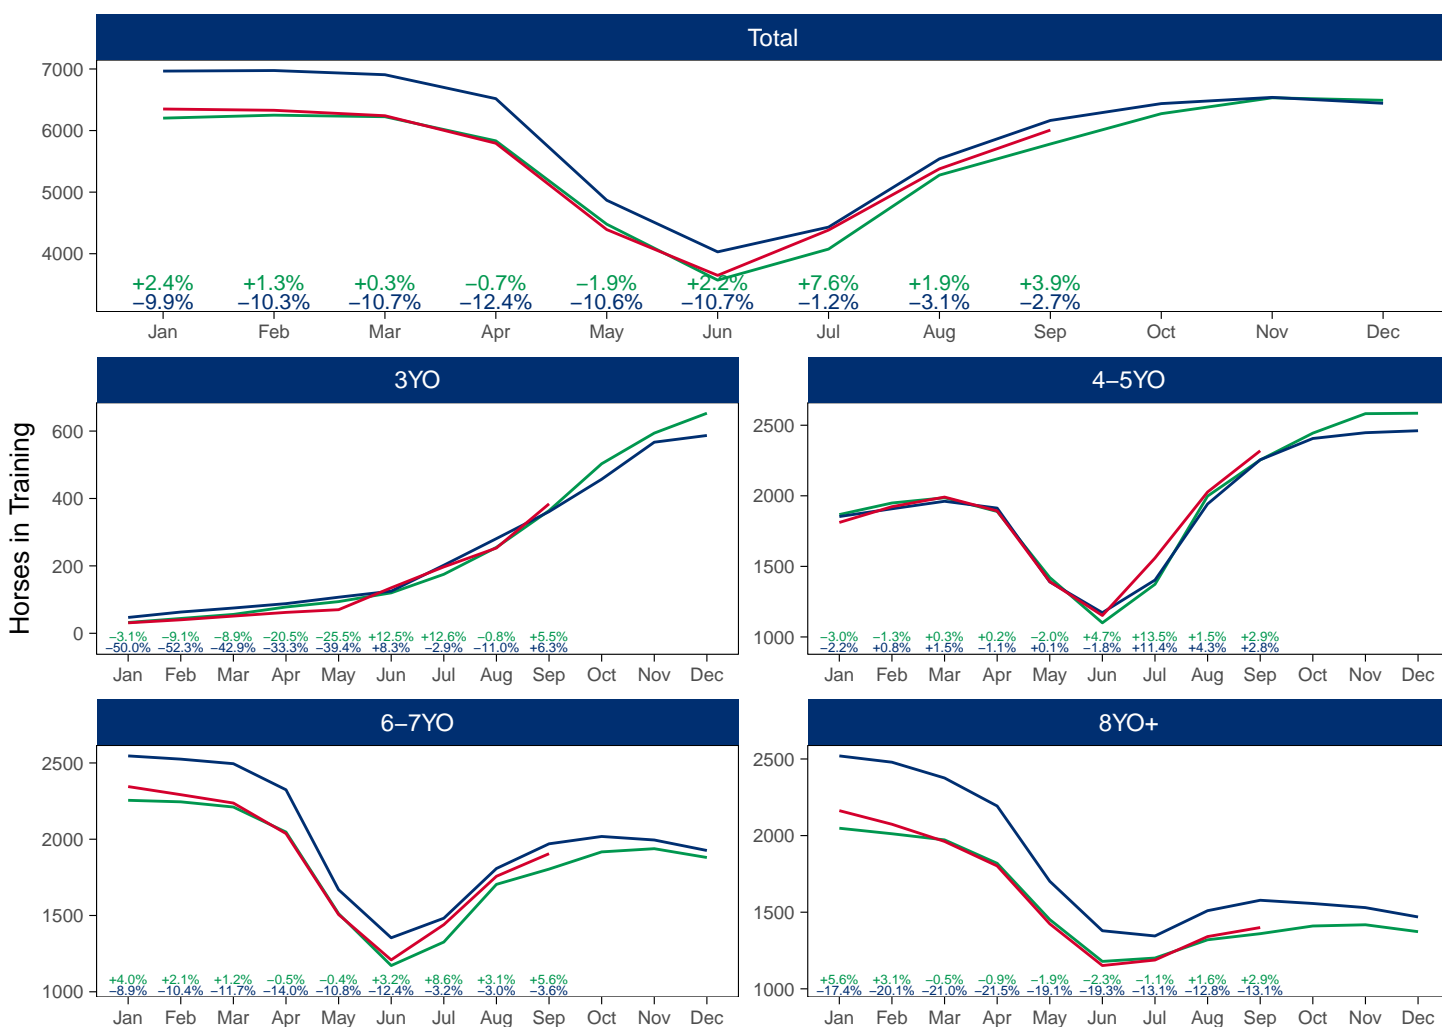 Total
7000
6000
5000
4000
+2.4% +1.3% +0.3% −0.7% −1.9% +2.2% +7.6% +1.9% +3.9%
−9.9% −10.3% −10.7% −12.4% −10.6% −10.7% −1.2% −3.1% −2.7%
Jan Feb Mar Apr May Jun Jul Aug Sep Oct Nov Dec
Horses in Training
3YO
600
400
200
0
−3.1% −9.1% −8.9% −20.5% −25.5% +12.5% +12.6% −0.8% +5.5%
−50.0% −52.3% −42.9% −33.3% −39.4% +8.3% −2.9% −11.0% +6.3%
Jan Feb Mar Apr May Jun Jul Aug Sep Oct Nov Dec
4−5YO
2500
2000
1500
1000
−3.0% −1.3% +0.3% +0.2% −2.0% +4.7% +13.5% +1.5% +2.9%
−2.2% +0.8% +1.5% −1.1% +0.1% −1.8% +11.4% +4.3% +2.8%
Jan Feb Mar Apr May Jun Jul Aug Sep Oct Nov Dec
6−7YO
2500
2000
1500
1000
+4.0% +2.1% +1.2% −0.5% −0.4% +3.2% +8.6% +3.1% +5.6%
−8.9% −10.4% −11.7% −14.0% −10.8% −12.4% −3.2% −3.0% −3.6%
Jan Feb Mar Apr May Jun Jul Aug Sep Oct Nov Dec
8YO+
2500
2000
1500
1000
+5.6% +3.1% −0.5% −0.9% −1.9% −2.3% −1.1% +1.6% +2.9%
−17.4% −20.1% −21.0% −21.5% −19.1% −19.3% −13.1% −12.8% −13.1%
Jan Feb Mar Apr May Jun Jul Aug Sep Oct Nov Dec